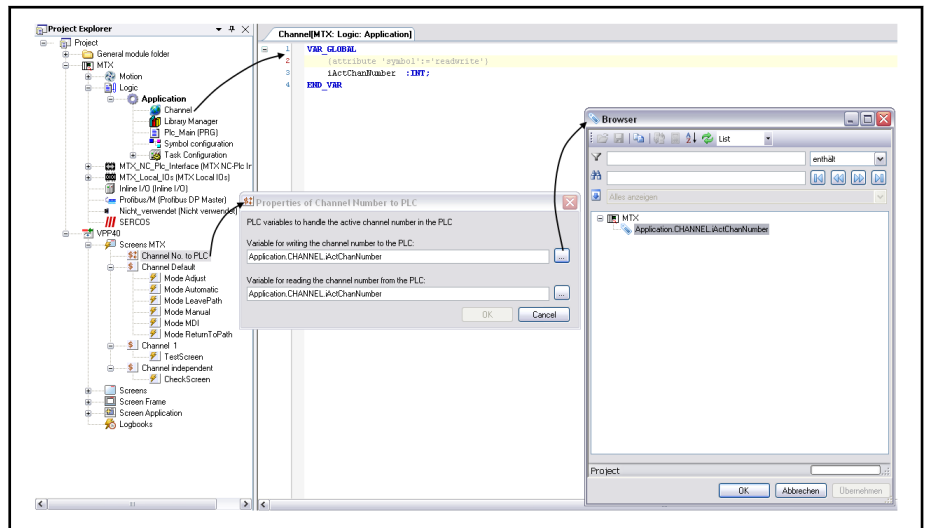 Project Explorer
Project
General module folder
MTX
Motion
Logic
Application
Channel
Library Manager
Plc_Main (PRG)
Symbol configuration
Task Configuration
MTX_NC_Plc_Interface (MTX NC-Plc Ir
MTX_Local_IOs (MTX Local IOs)
Inline I/O (Inline I/O)
Profibus/M (Profibus DP Master)
Nicht_verwendet (Nicht verwendet)
SERCOS
VPP40
Screens MTX
Channel No. to PLC
Channel Default
Mode Adjust
Mode Automatic
Mode LeavePath
Mode Manual
Mode MDI
Mode ReturnToPath
Channel 1
TestScreen
Channel independent
CheckScreen
Screens
Screen Frame
Screen Application
Logbooks
Channel[MTX: Logic: Application]
1 VAR_GLOBAL
2 {attribute 'symbol':='readwrite'}
3 iActChanNumber :INT;
4 END_VAR
Properties of Channel Number to PLC
PLC variables to handle the active channel number in the PLC
Variable for writing the channel number to the PLC:
Application.CHANNEL.iActChanNumber
...
Variable for reading the channel number from the PLC:
Application.CHANNEL.iActChanNumber
...
OK Cancel
Browser
List
enthält
Alles anzeigen
MTX
Application.CHANNEL.iActChanNumber
Project
OK Abbrechen Übernehmen